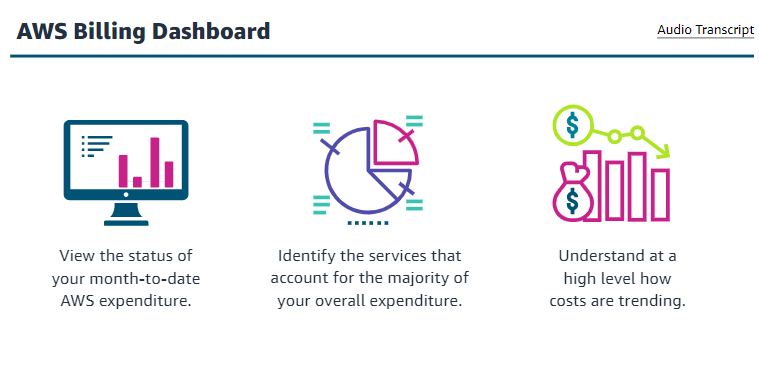 AWS Billing Dashboard
Audio Transcript
$
$
View the status of
your month-to-date
AWS expenditure.
Identify the services that
account for the majority of
your overall expenditure.
Understand at a
high level how
costs are trending.